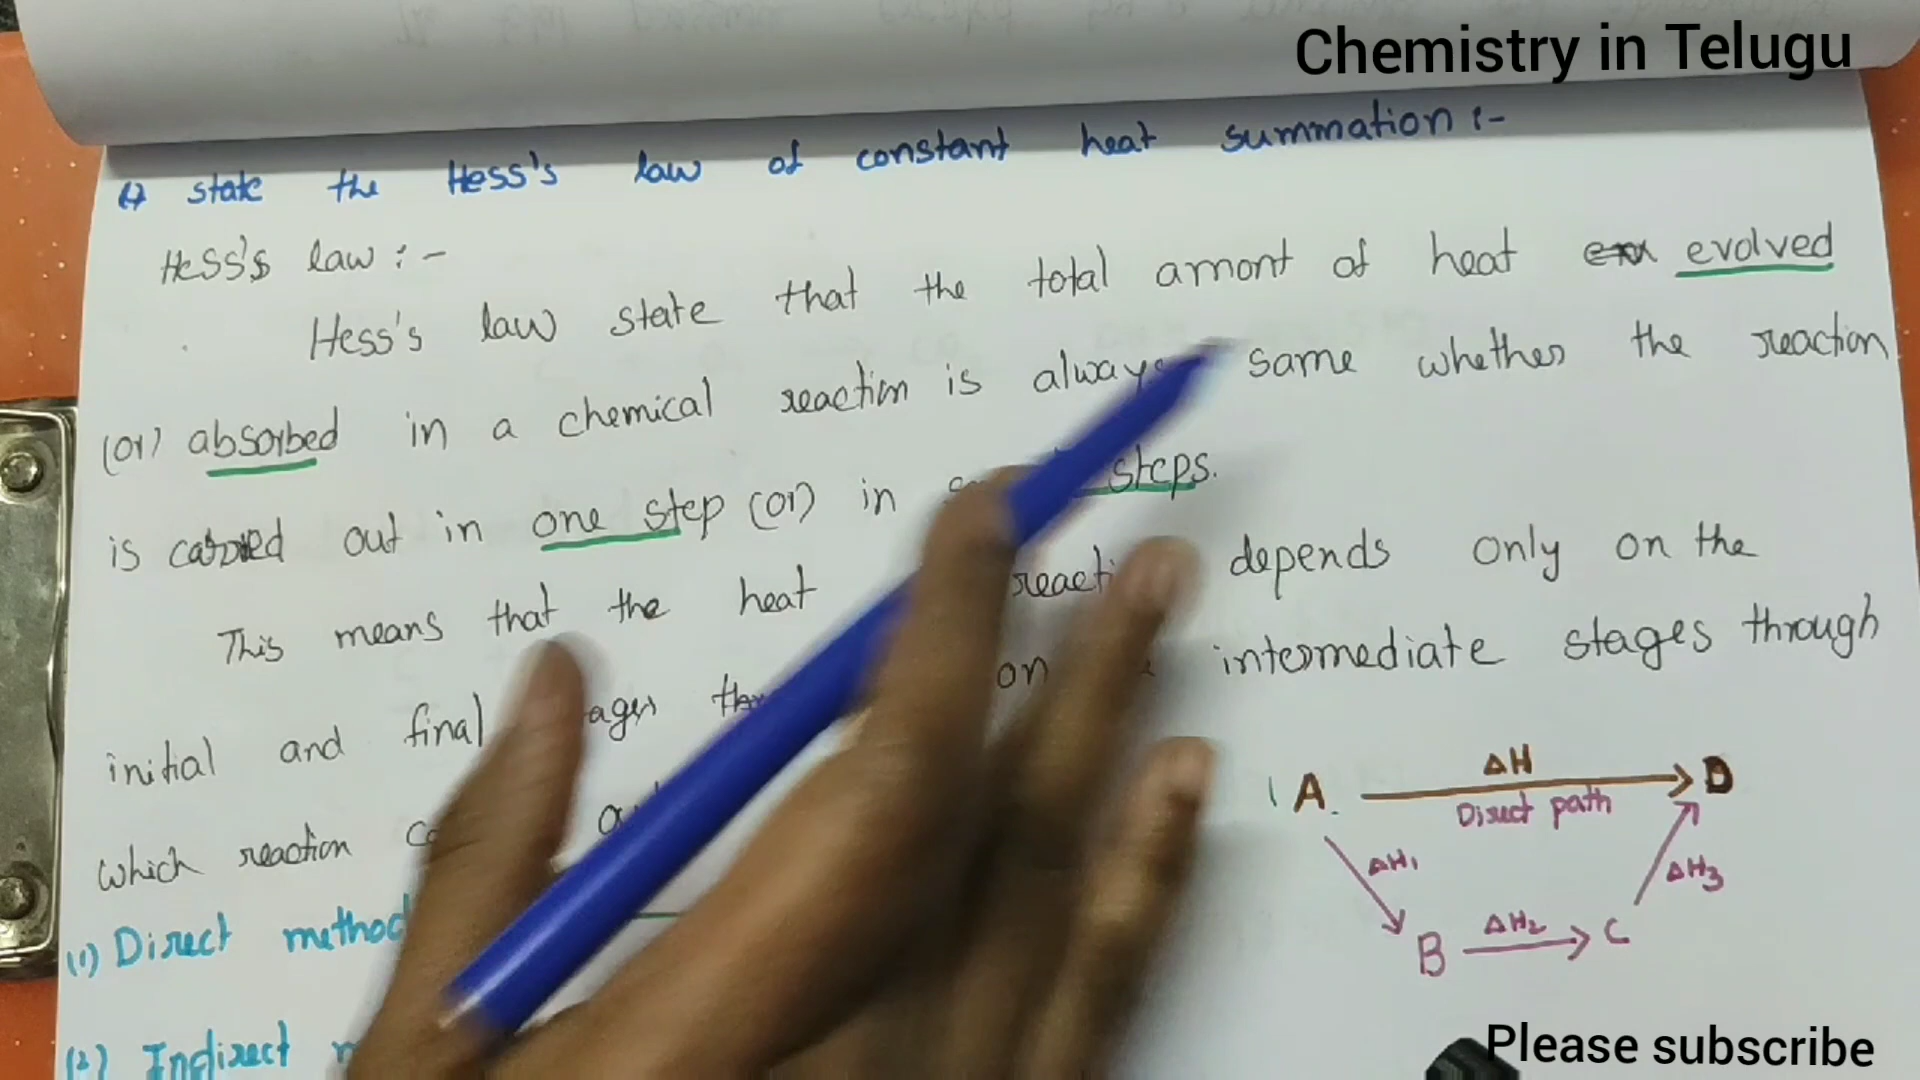 Chemistry in Telugu
state the Hess's law of constant heat summation :-
Hess's law :-
Hess's law state that the total amont of heat evolved
(or) absorbed in a chemical reaction is always same whether the reaction
is carried out in one step (or) in steps.
This means that the heat reacti depends only on the
initial and final on intermediate stages through
which reaction
(1) Direct method
(2) Indirect
A ΔH D
Direct path
ΔH1 ΔH3
B ΔH2 C
Please subscribe